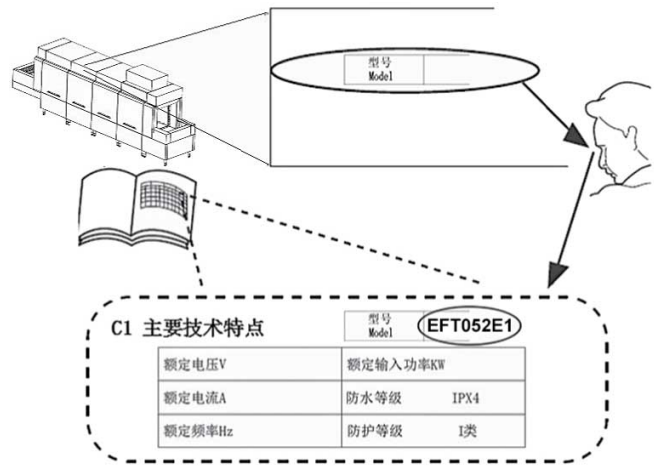 型号
Model
C1 主要技术特点
型号
Model
EFT052E1
额定电压V
额定输入功率KW
额定电流A
防水等级 IPX4
额定频率Hz
防护等级 I类